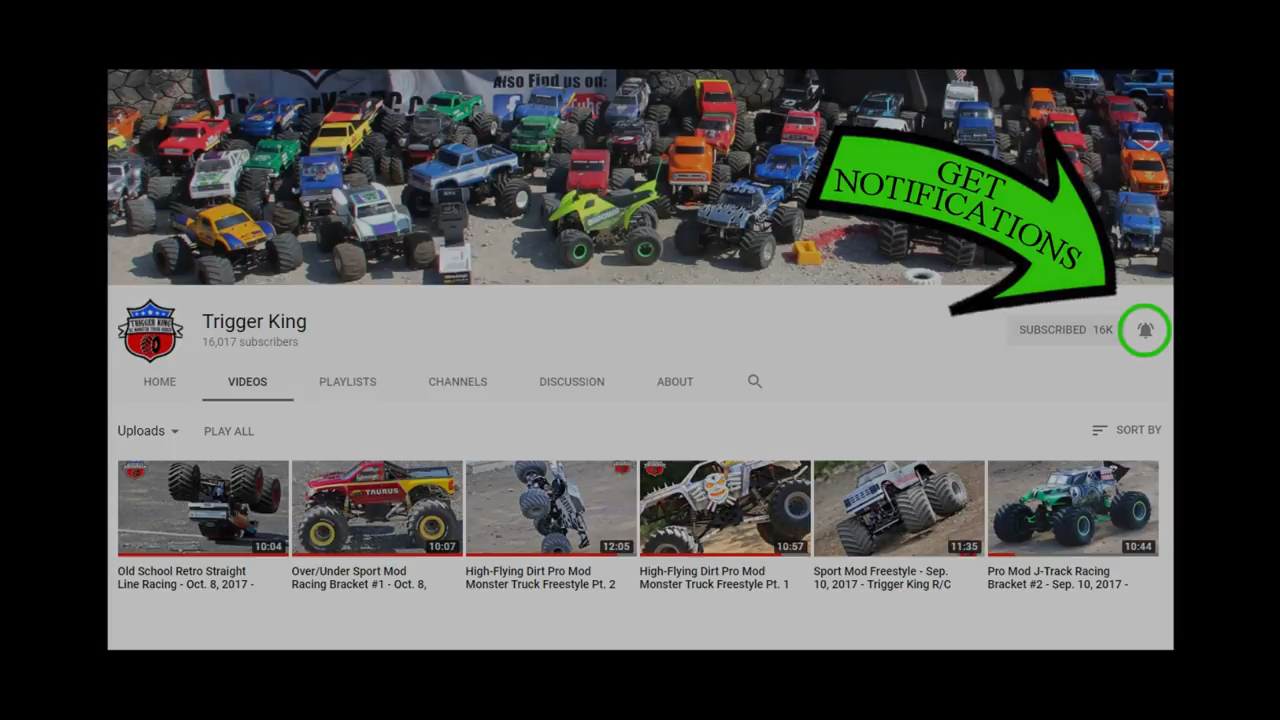 Also Find us on:
GET
NOTIFICATIONS
TRIGGER KING
Trigger King
16,017 subscribers
SUBSCRIBED 16K
HOME
VIDEOS
PLAYLISTS
CHANNELS
DISCUSSION
ABOUT
Uploads
PLAY ALL
SORT BY
TAURUS
10:04
10:07
12:05
10:57
11:35
10:44
Old School Retro Straight
Line Racing - Oct. 8, 2017 -
Over/Under Sport Mod
Racing Bracket #1 - Oct. 8,
High-Flying Dirt Pro Mod
Monster Truck Freestyle Pt. 2
High-Flying Dirt Pro Mod
Monster Truck Freestyle Pt. 1
Sport Mod Freestyle - Sep.
10, 2017 - Trigger King R/C
Pro Mod J-Track Racing
Bracket #2 - Sep. 10, 2017 -